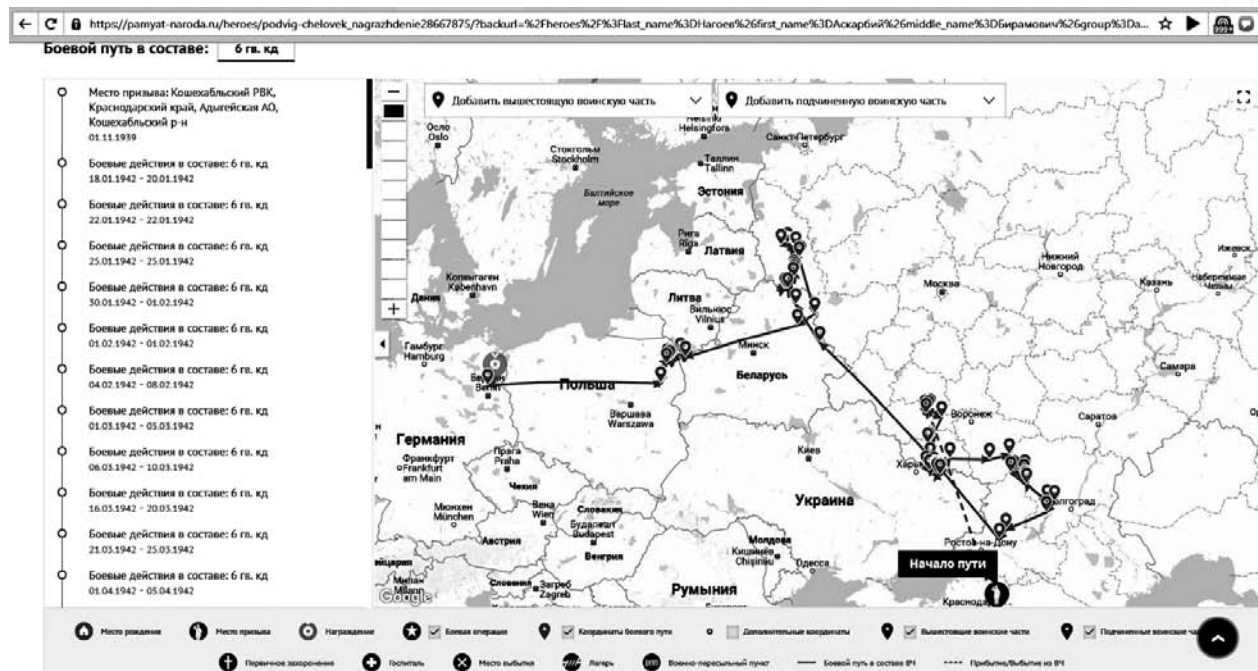 https://pamyat-naroda.ru/heroes/podvig-chelovek_nagrazhdenie28667875/?backurl=%2Fheroes%2F%3Flast_name%3DНагоев%26first_name%3DАскарбий%26middle_name%3DБирамович%26group%3Da...
999+
Боевой путь в составе: 6 гв. кд
Место призыва: Кошехабльский РВК,
Краснодарский край, Адыгейская АО,
Кошехабльский р-н
01.11.1939
Боевые действия в составе: 6 гв. кд
18.01.1942 - 20.01.1942
Боевые действия в составе: 6 гв. кд
22.01.1942 - 22.01.1942
Боевые действия в составе: 6 гв. кд
25.01.1942 - 25.01.1942
Боевые действия в составе: 6 гв. кд
30.01.1942 - 01.02.1942
Боевые действия в составе: 6 гв. кд
01.02.1942 - 01.02.1942
Боевые действия в составе: 6 гв. кд
04.02.1942 - 08.02.1942
Боевые действия в составе: 6 гв. кд
01.03.1942 - 05.03.1942
Боевые действия в составе: 6 гв. кд
06.03.1942 - 10.03.1942
Боевые действия в составе: 6 гв. кд
16.03.1942 - 20.03.1942
Боевые действия в составе: 6 гв. кд
21.03.1942 - 25.03.1942
Боевые действия в составе: 6 гв. кд
01.04.1942 - 05.04.1942
Добавить вышестоящую воинскую часть
Добавить подчиненную воинскую часть
Осло
Oslo
Helsinki
Helsingfors
Санкт-Петербург
Стокгольм
Stockholm
Таллин
Tallinn
Эстония
Балтийское
море
Рига
Rīga
Латвия
Ижевск
Нижний
Новгород
Казань
Набережные
Челны
Москва
Копенгаген
København
Дания
Литва
Вильнюс
Vilnius
Гамбург
Hamburg
Минск
Беларусь
Самара
Berlin
Польша
Варшава
Warszawa
Воронеж
Саратов
Германия
Франкфурт
Frankfurt
am Main
Прага
Praha
Чехия
Киев
Харьк
олгоград
Мюнхен
München
Вена
Wien
Словакия
Украина
Будапешт
Budapest
Австрия
Венгрия
Молдова
Кишинёв
Chișinău
Одесса
Ростов-на-Дону
Начало пути
ейцария
Милан
Словения
Загреб
Zagreb
Румыния
Краснода
Google
Место рождения
Место призыва
Награждение
Боевая операция
Координаты боевого пути
Дополнительные координаты
Вышестоящие воинские части
Подчиненные воинские ча
Первичное захоронение
Госпиталь
Место выбытия
Лагерь
ВПП
Военно-пересыльный пункт
Боевой путь в составе ВЧ
Прибытие/Выбытие из ВЧ